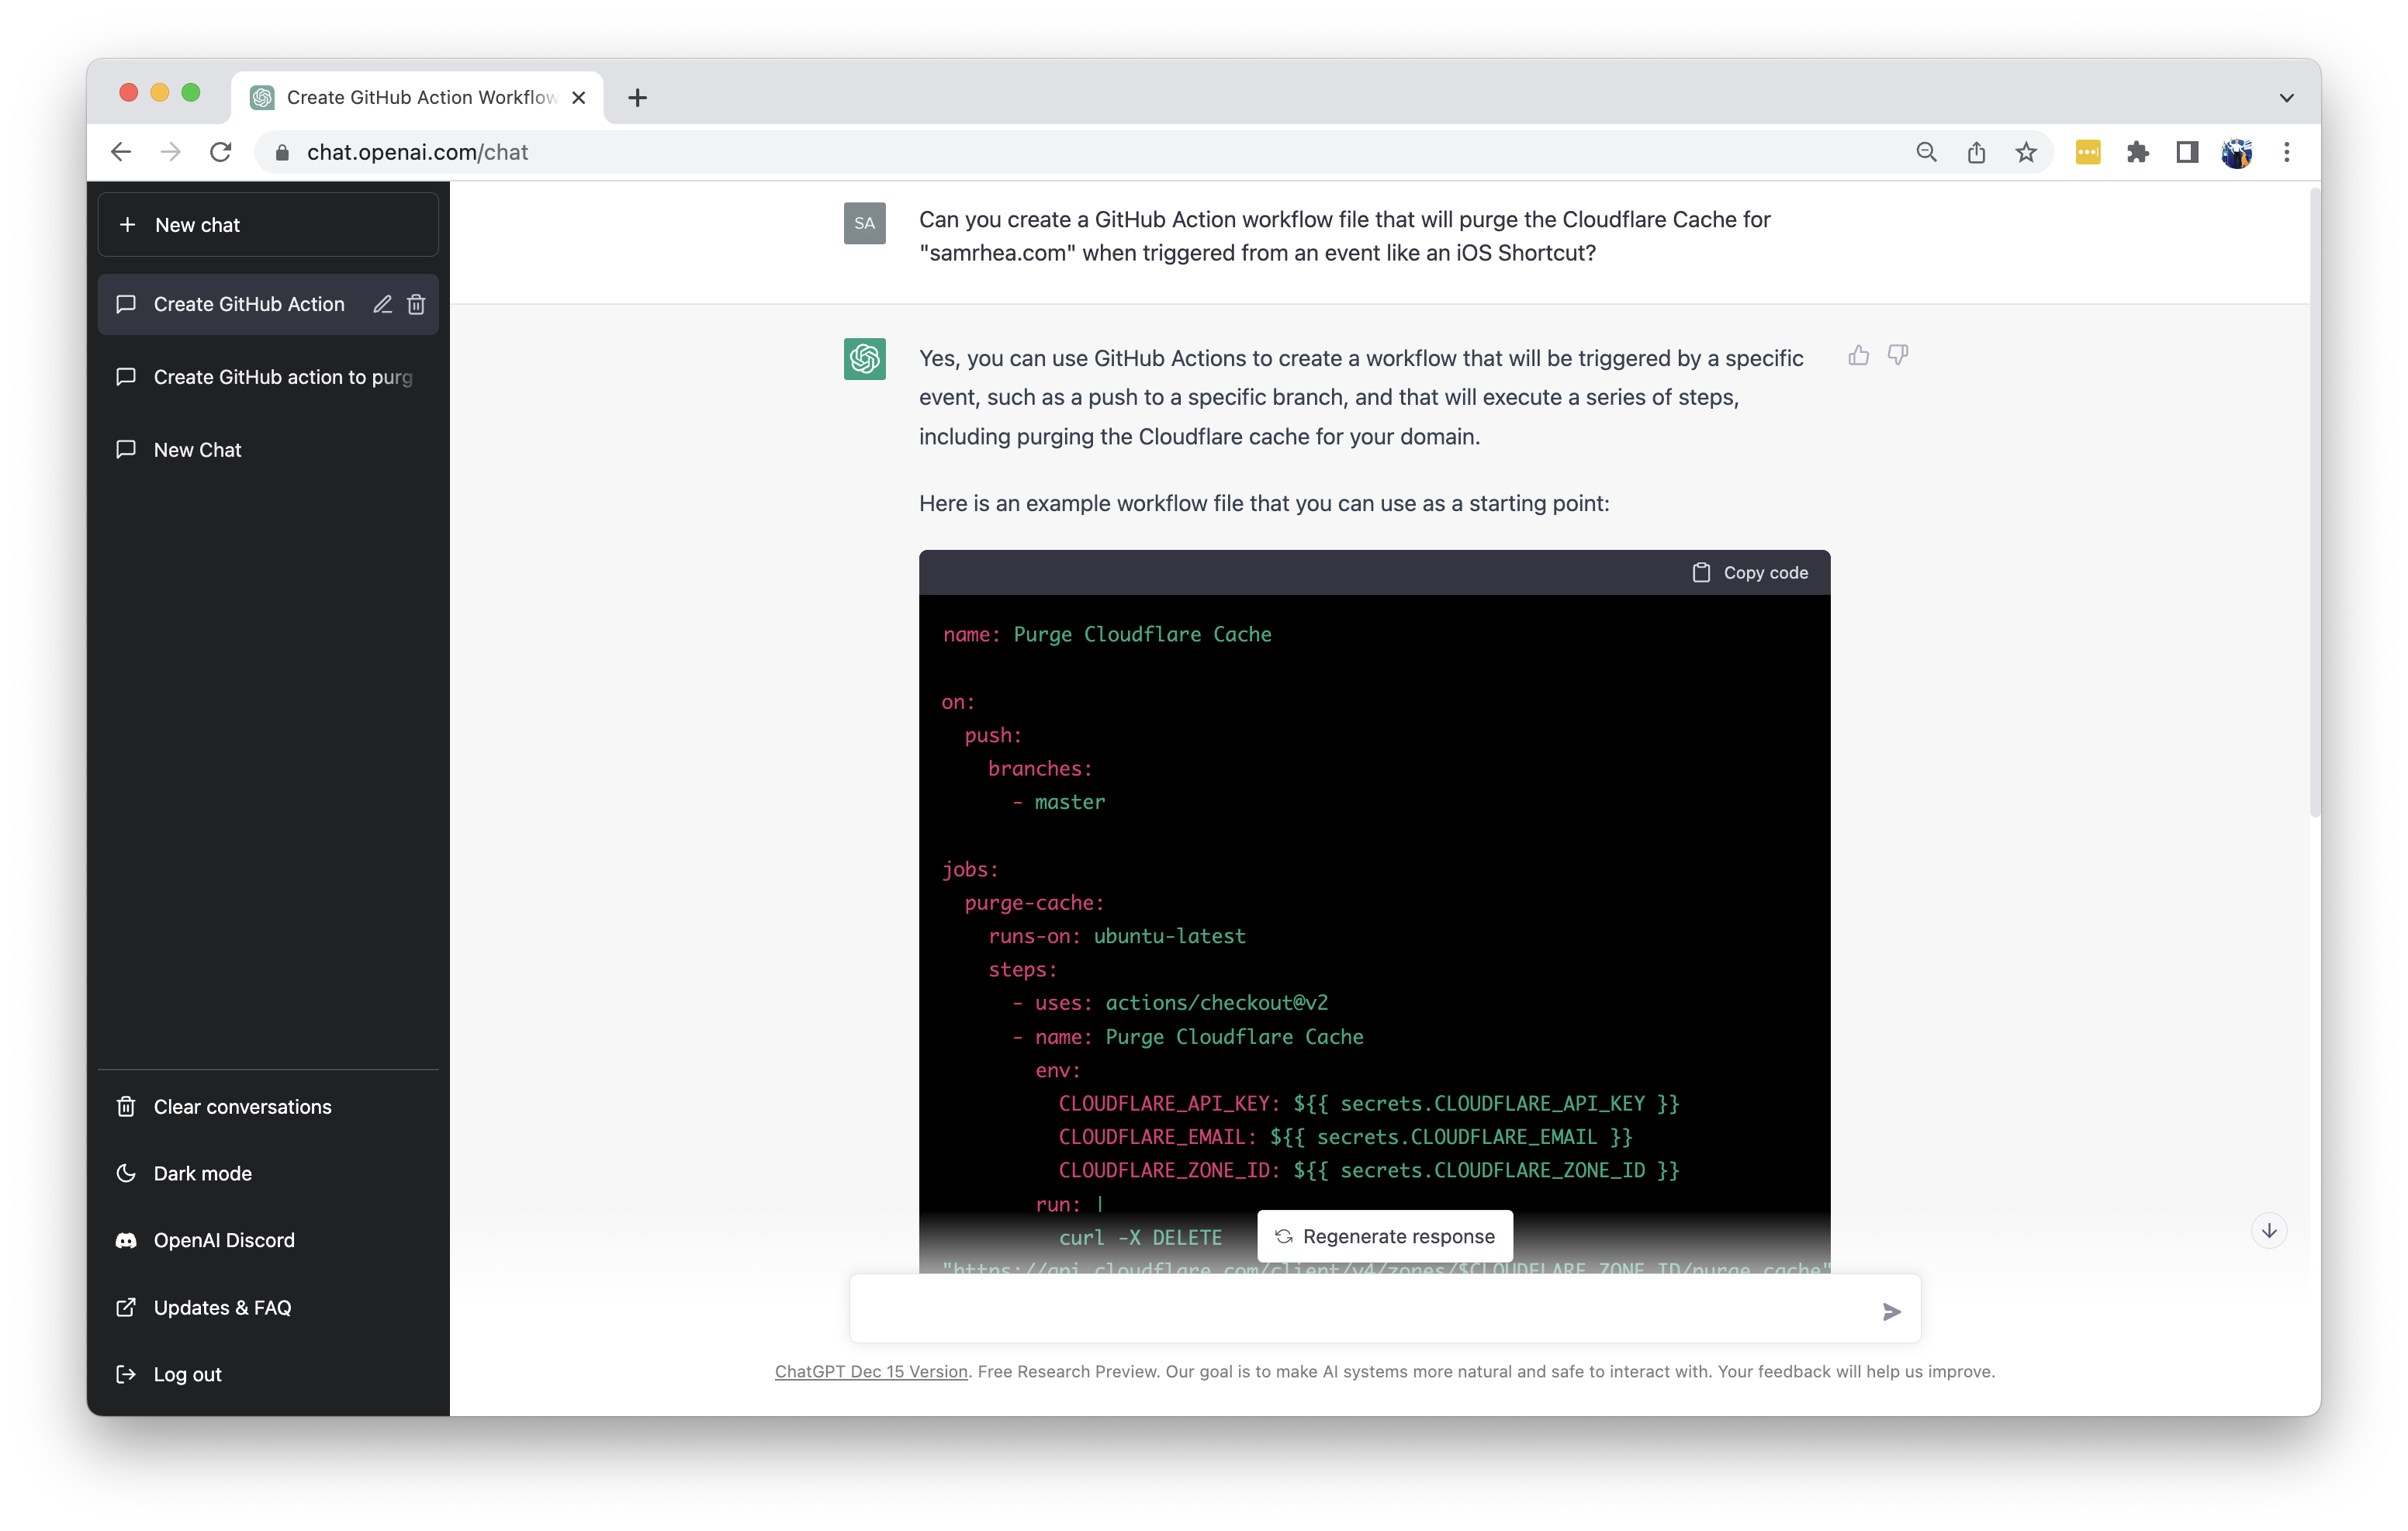 Create GitHub Action Workflow
chat.openai.com/chat
New chat
Create GitHub Action
Create GitHub action to purg
New Chat
Clear conversations
Dark mode
OpenAI Discord
Updates & FAQ
Log out
SA
Can you create a GitHub Action workflow file that will purge the Cloudflare Cache for
"samrhea.com" when triggered from an event like an iOS Shortcut?
Yes, you can use GitHub Actions to create a workflow that will be triggered by a specific
event, such as a push to a specific branch, and that will execute a series of steps,
including purging the Cloudflare cache for your domain.
Here is an example workflow file that you can use as a starting point:
Copy code
name: Purge Cloudflare Cache
on:
push:
branches:
- master
jobs:
purge-cache:
runs-on: ubuntu-latest
steps:
- uses: actions/checkout@v2
- name: Purge Cloudflare Cache
env:
CLOUDFLARE_API_KEY: ${{ secrets.CLOUDFLARE_API_KEY }}
CLOUDFLARE_EMAIL: ${{ secrets.CLOUDFLARE_EMAIL }}
CLOUDFLARE_ZONE_ID: ${{ secrets.CLOUDFLARE_ZONE_ID }}
run: |
curl -X DELETE
Regenerate response
"https://api.cloudflare.com/client/v4/zones/$CLOUDFLARE_ZONE_ID/purge_cache"
ChatGPT Dec 15 Version. Free Research Preview. Our goal is to make AI systems more natural and safe to interact with. Your feedback will help us improve.